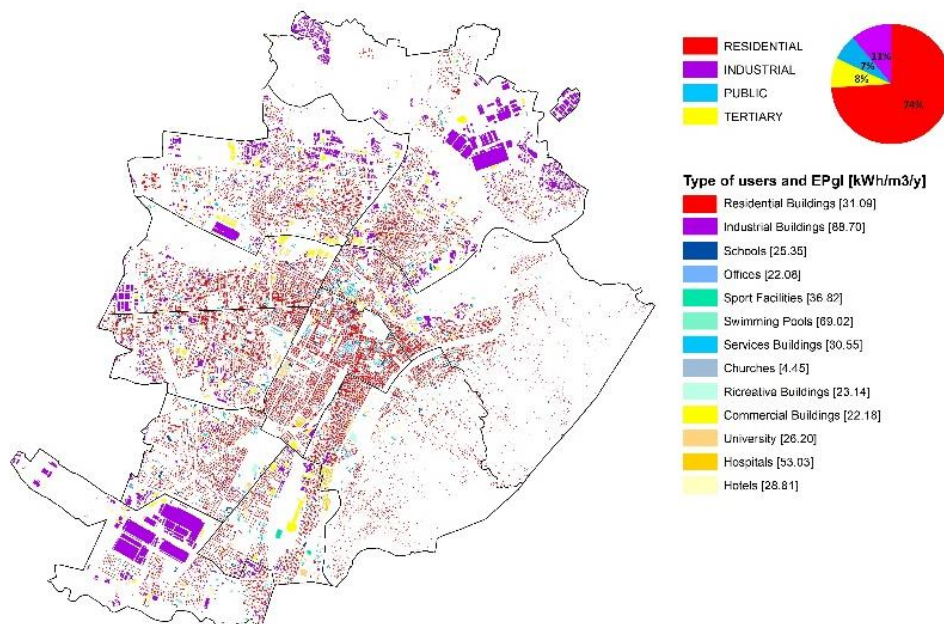 RESIDENTIAL
INDUSTRIAL
PUBLIC
TERTIARY
11%
7%
8%
74%
Type of users and EPgl [kWh/m3/y]
Residential Buildings [31.09]
Industrial Buildings [88.70]
Schools [25.35]
Offices [22.08]
Sport Facilities [36.82]
Swimming Pools [69.02]
Services Buildings [30.55]
Churches [4.45]
Ricreative Buildings [23.14]
Commercial Buildings [22.18]
University [26.20]
Hospitals [53.03]
Hotels [28.81]